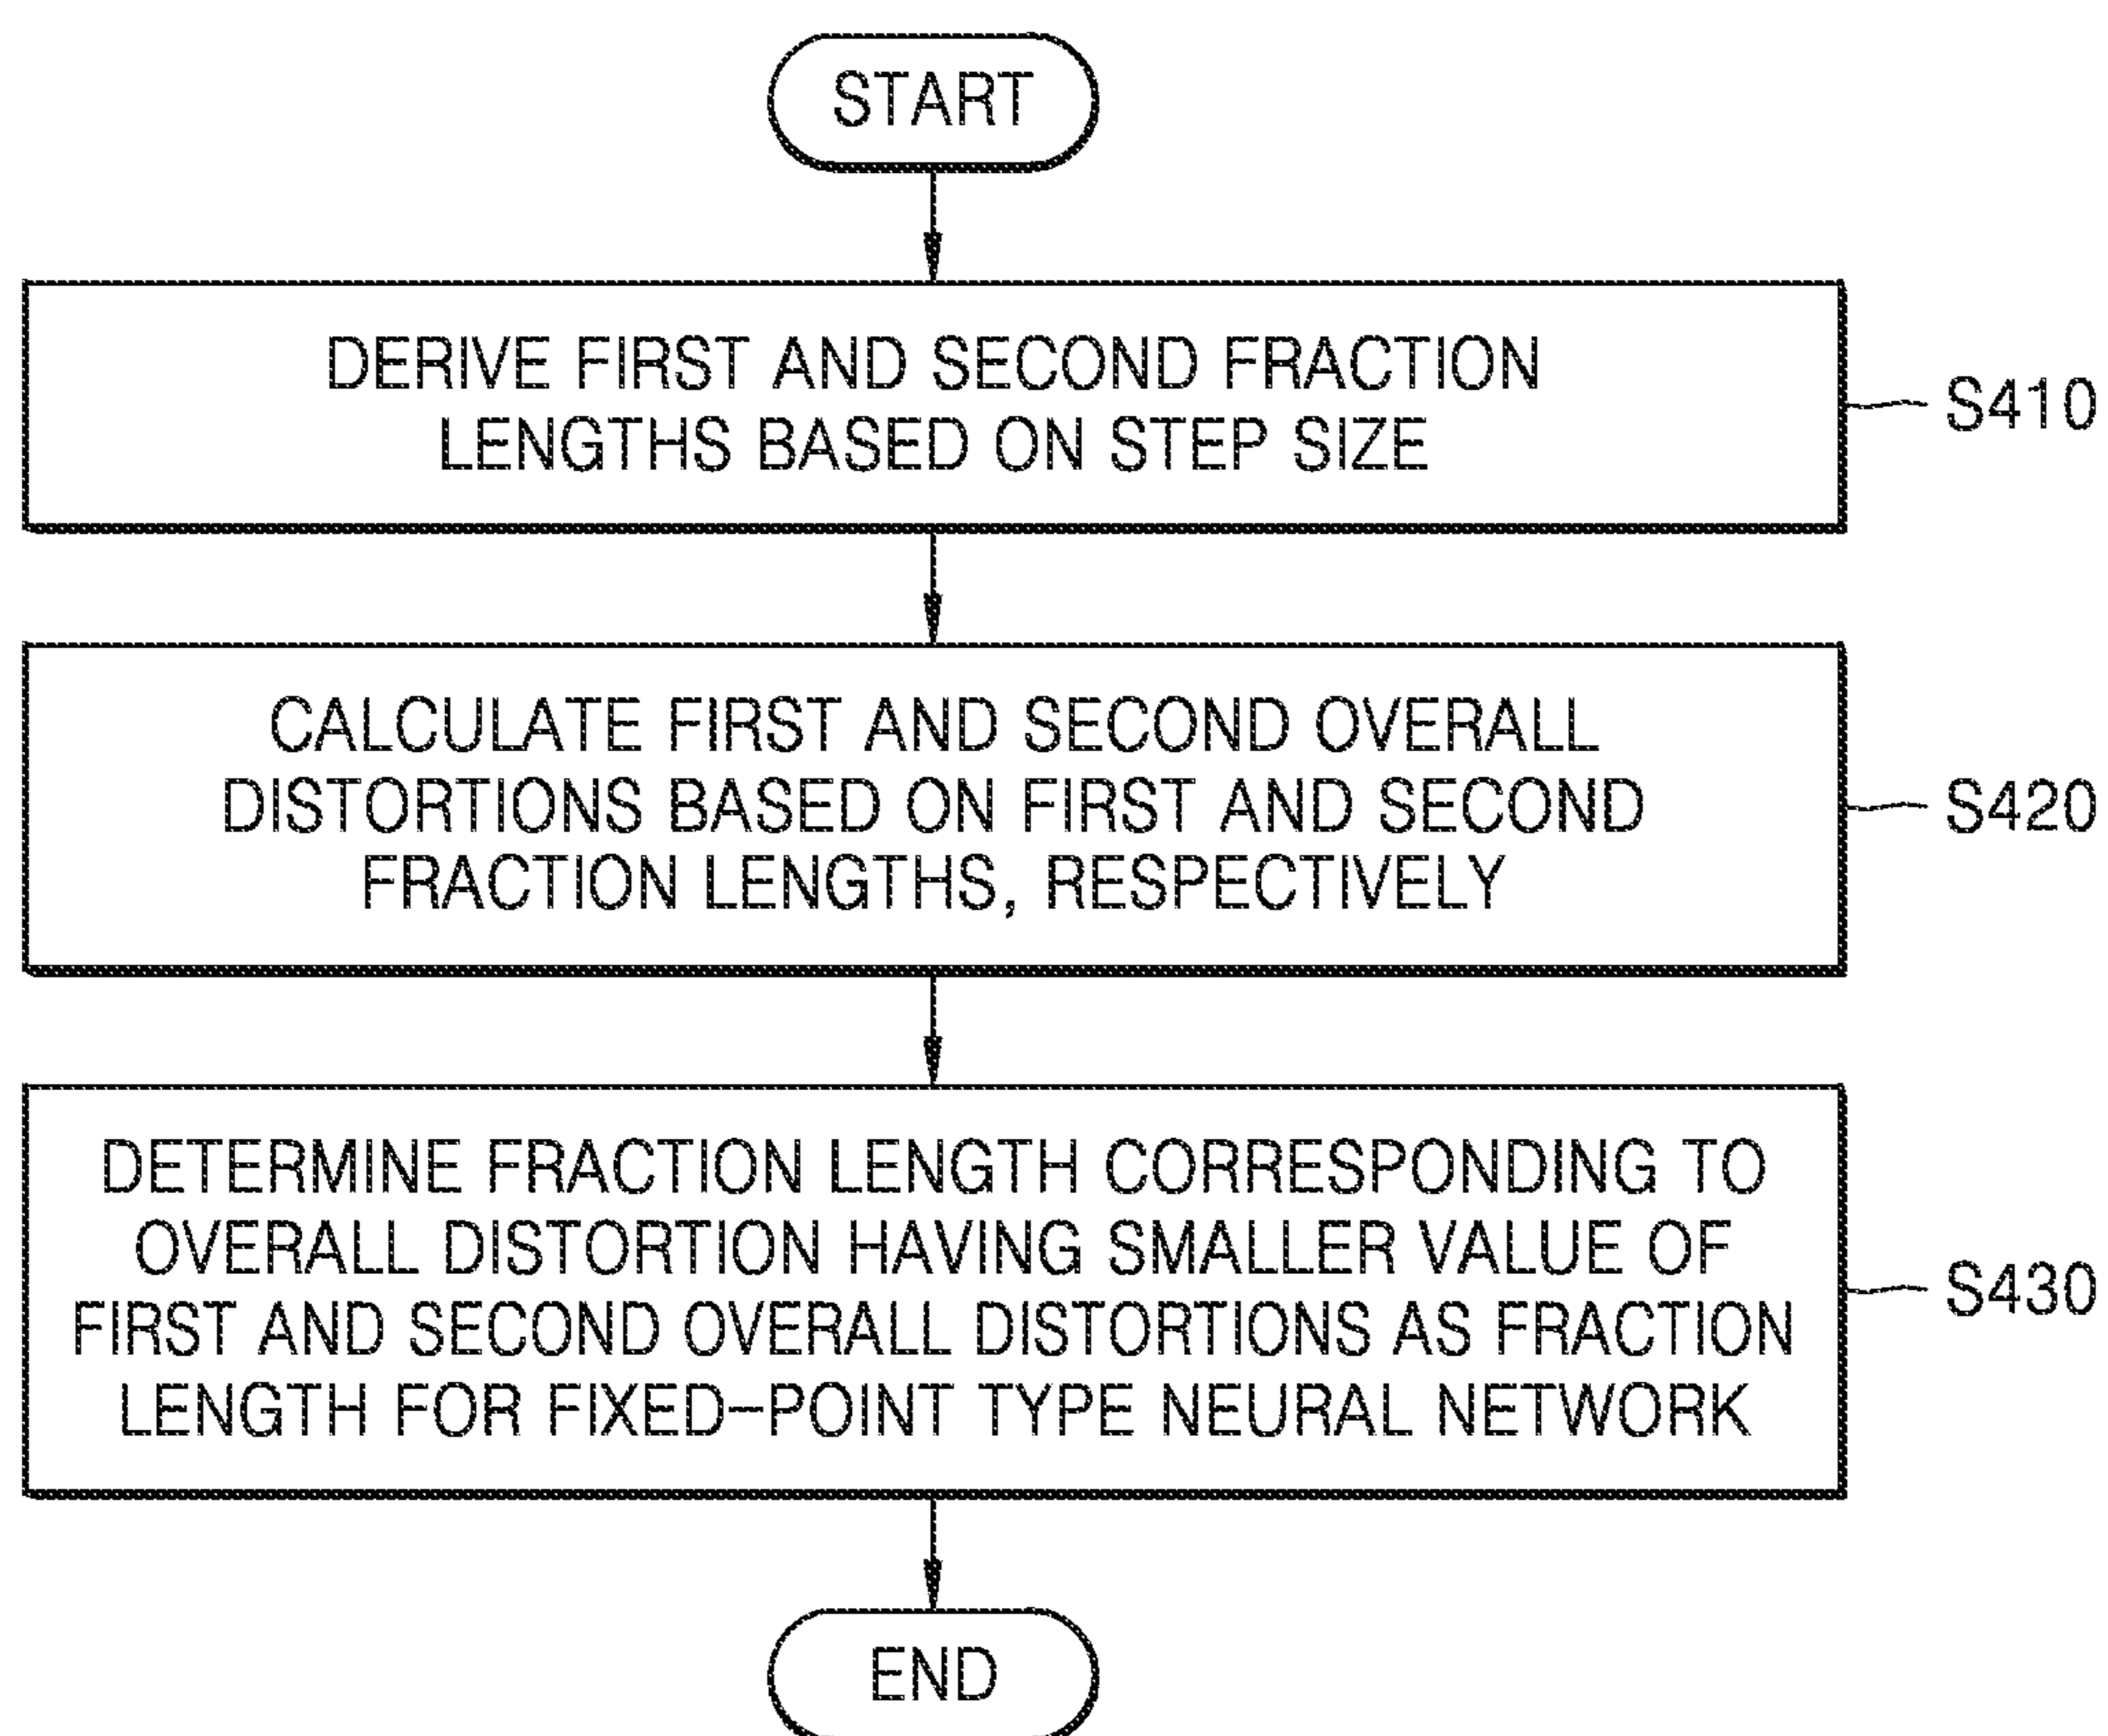 START
DERIVE FIRST AND SECOND FRACTION
LENGTHS BASED ON STEP SIZE
S410
CALCULATE FIRST AND SECOND OVERALL
DISTORTIONS BASED ON FIRST AND SECOND
FRACTION LENGTHS, RESPECTIVELY
S420
DETERMINE FRACTION LENGTH CORRESPONDING TO
OVERALL DISTORTION HAVING SMALLER VALUE OF
FIRST AND SECOND OVERALL DISTORTIONS AS FRACTION
LENGTH FOR FIXED-POINT TYPE NEURAL NETWORK
S430
END